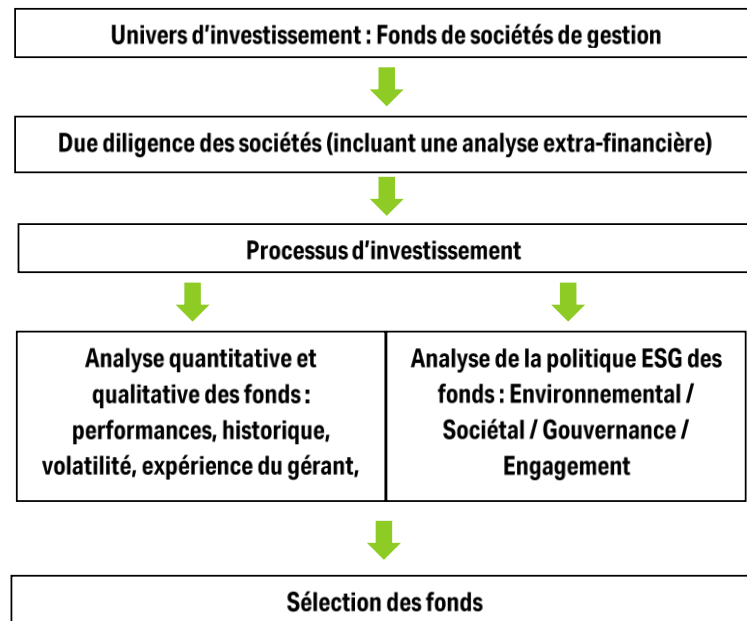 Univers d'investissement : Fonds de sociétés de gestion
Due diligence des sociétés (incluant une analyse extra-financière)
Processus d'investissement
Analyse quantitative et
qualitative des fonds :
performances, historique,
volatilité, expérience du gérant,
Analyse de la politique ESG des
fonds : Environnemental /
Sociétal / Gouvernance /
Engagement
Sélection des fonds